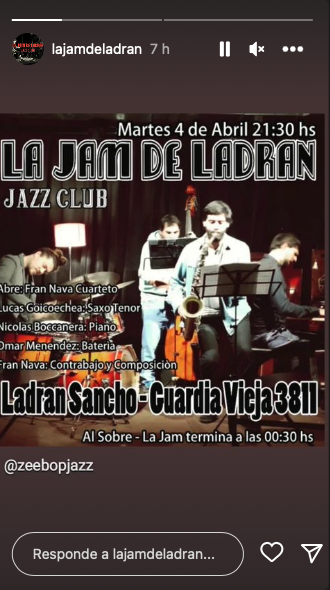 lajamdeladran 7 h
Martes 4 de Abril 21:30 hs
LA JAM DE LADRAN
JAZZ CLUB
Abre: Fran Nava Cuarteto
Lucas Goicoechea: Saxo Tenor
Nicolas Boccanera: Piano
Omar Menendez: Bateria
Fran Nava: Contrabajo y Composición
Ladran Sancho - Guardia Vieja 3811
Al Sobre - La Jam termina a las 00:30 hs
@zeebopjazz
Responde a lajamdeladran...